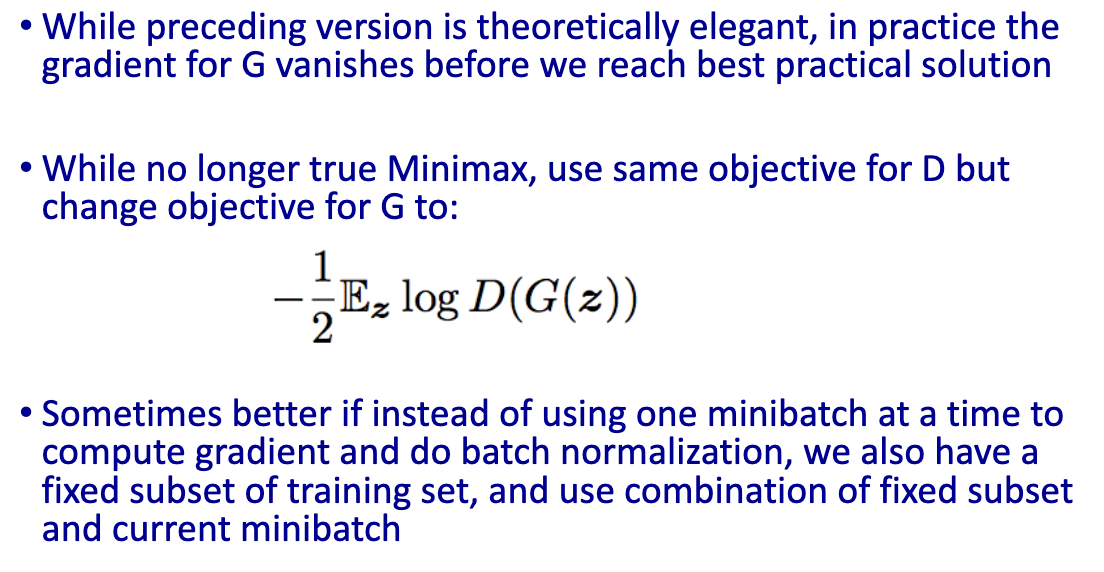 • While preceding version is theoretically elegant, in practice the
gradient for G vanishes before we reach best practical solution
• While no longer true Minimax, use same objective for D but
change objective for G to:
−\frac{1}{2}\mathbb{E}_{\boldsymbol{z}} \log D(G(\boldsymbol{z}))
• Sometimes better if instead of using one minibatch at a time to
compute gradient and do batch normalization, we also have a
fixed subset of training set, and use combination of fixed subset
and current minibatch